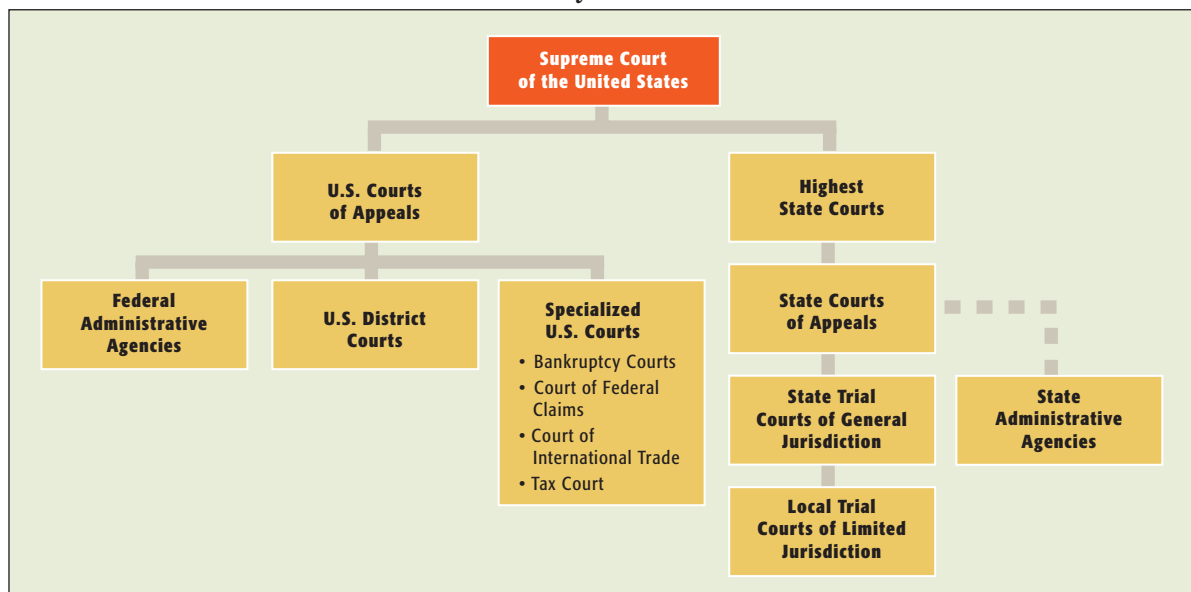 Supreme Court
of the United States
U.S. Courts
of Appeals
Highest
State Courts
Federal
Administrative
Agencies
U.S. District
Courts
Specialized
U.S. Courts
• Bankruptcy Courts
• Court of Federal
Claims
• Court of
International Trade
• Tax Court
State Courts
of Appeals
State Trial
Courts of General
Jurisdiction
State
Administrative
Agencies
Local Trial
Courts of Limited
Jurisdiction